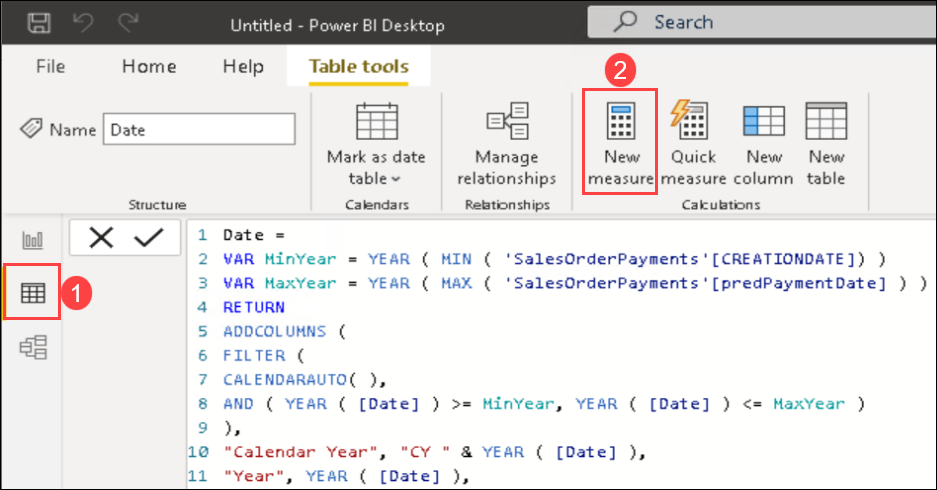 Untitled - Power BI Desktop
Search
File Home Help Table tools
2
Name Date
Mark as date table
Manage relationships
New measure
Quick measure
New column
New table
Structure
Calendars
Relationships
Calculations
1
1 Date =
2 VAR MinYear = YEAR ( MIN ( 'SalesOrderPayments'[CREATIONDATE]) )
3 VAR MaxYear = YEAR ( MAX ( 'SalesOrderPayments'[predPaymentDate] ) )
4 RETURN
5 ADDCOLUMNS (
6 FILTER (
7 CALENDARAUTO( ),
8 AND ( YEAR ( [Date] ) >= MinYear, YEAR ( [Date] ) <= MaxYear )
9 ),
10 "Calendar Year", "CY " & YEAR ( [Date] ),
11 "Year", YEAR ( [Date] ),